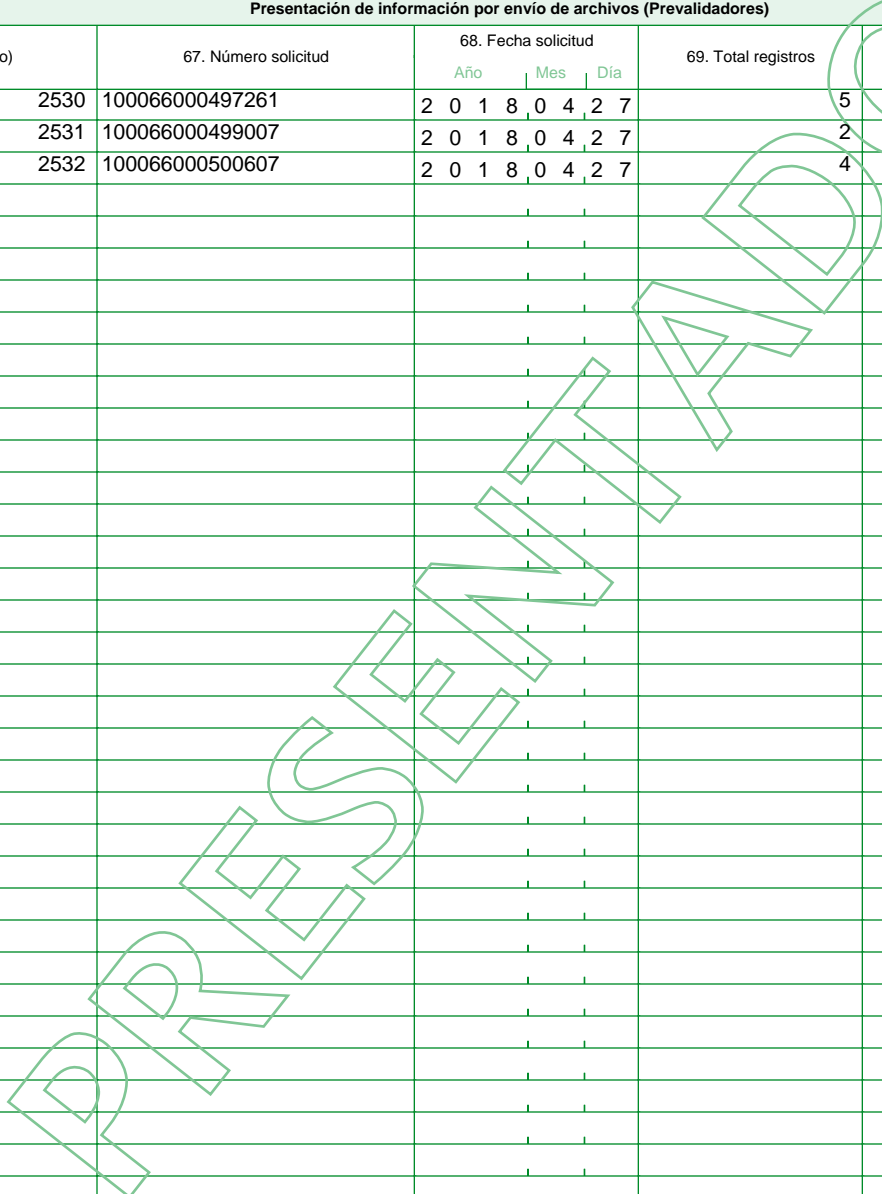 Presentación de información por envío de archivos (Prevalidadores)
o) 67. Número solicitud 68. Fecha solicitud 69. Total registros
Año Mes Día
2530 100066000497261 2 0 1 8 0 4 2 7 5
2531 100066000499007 2 0 1 8 0 4 2 7 2
2532 100066000500607 2 0 1 8 0 4 2 7 4
PRESENTADO